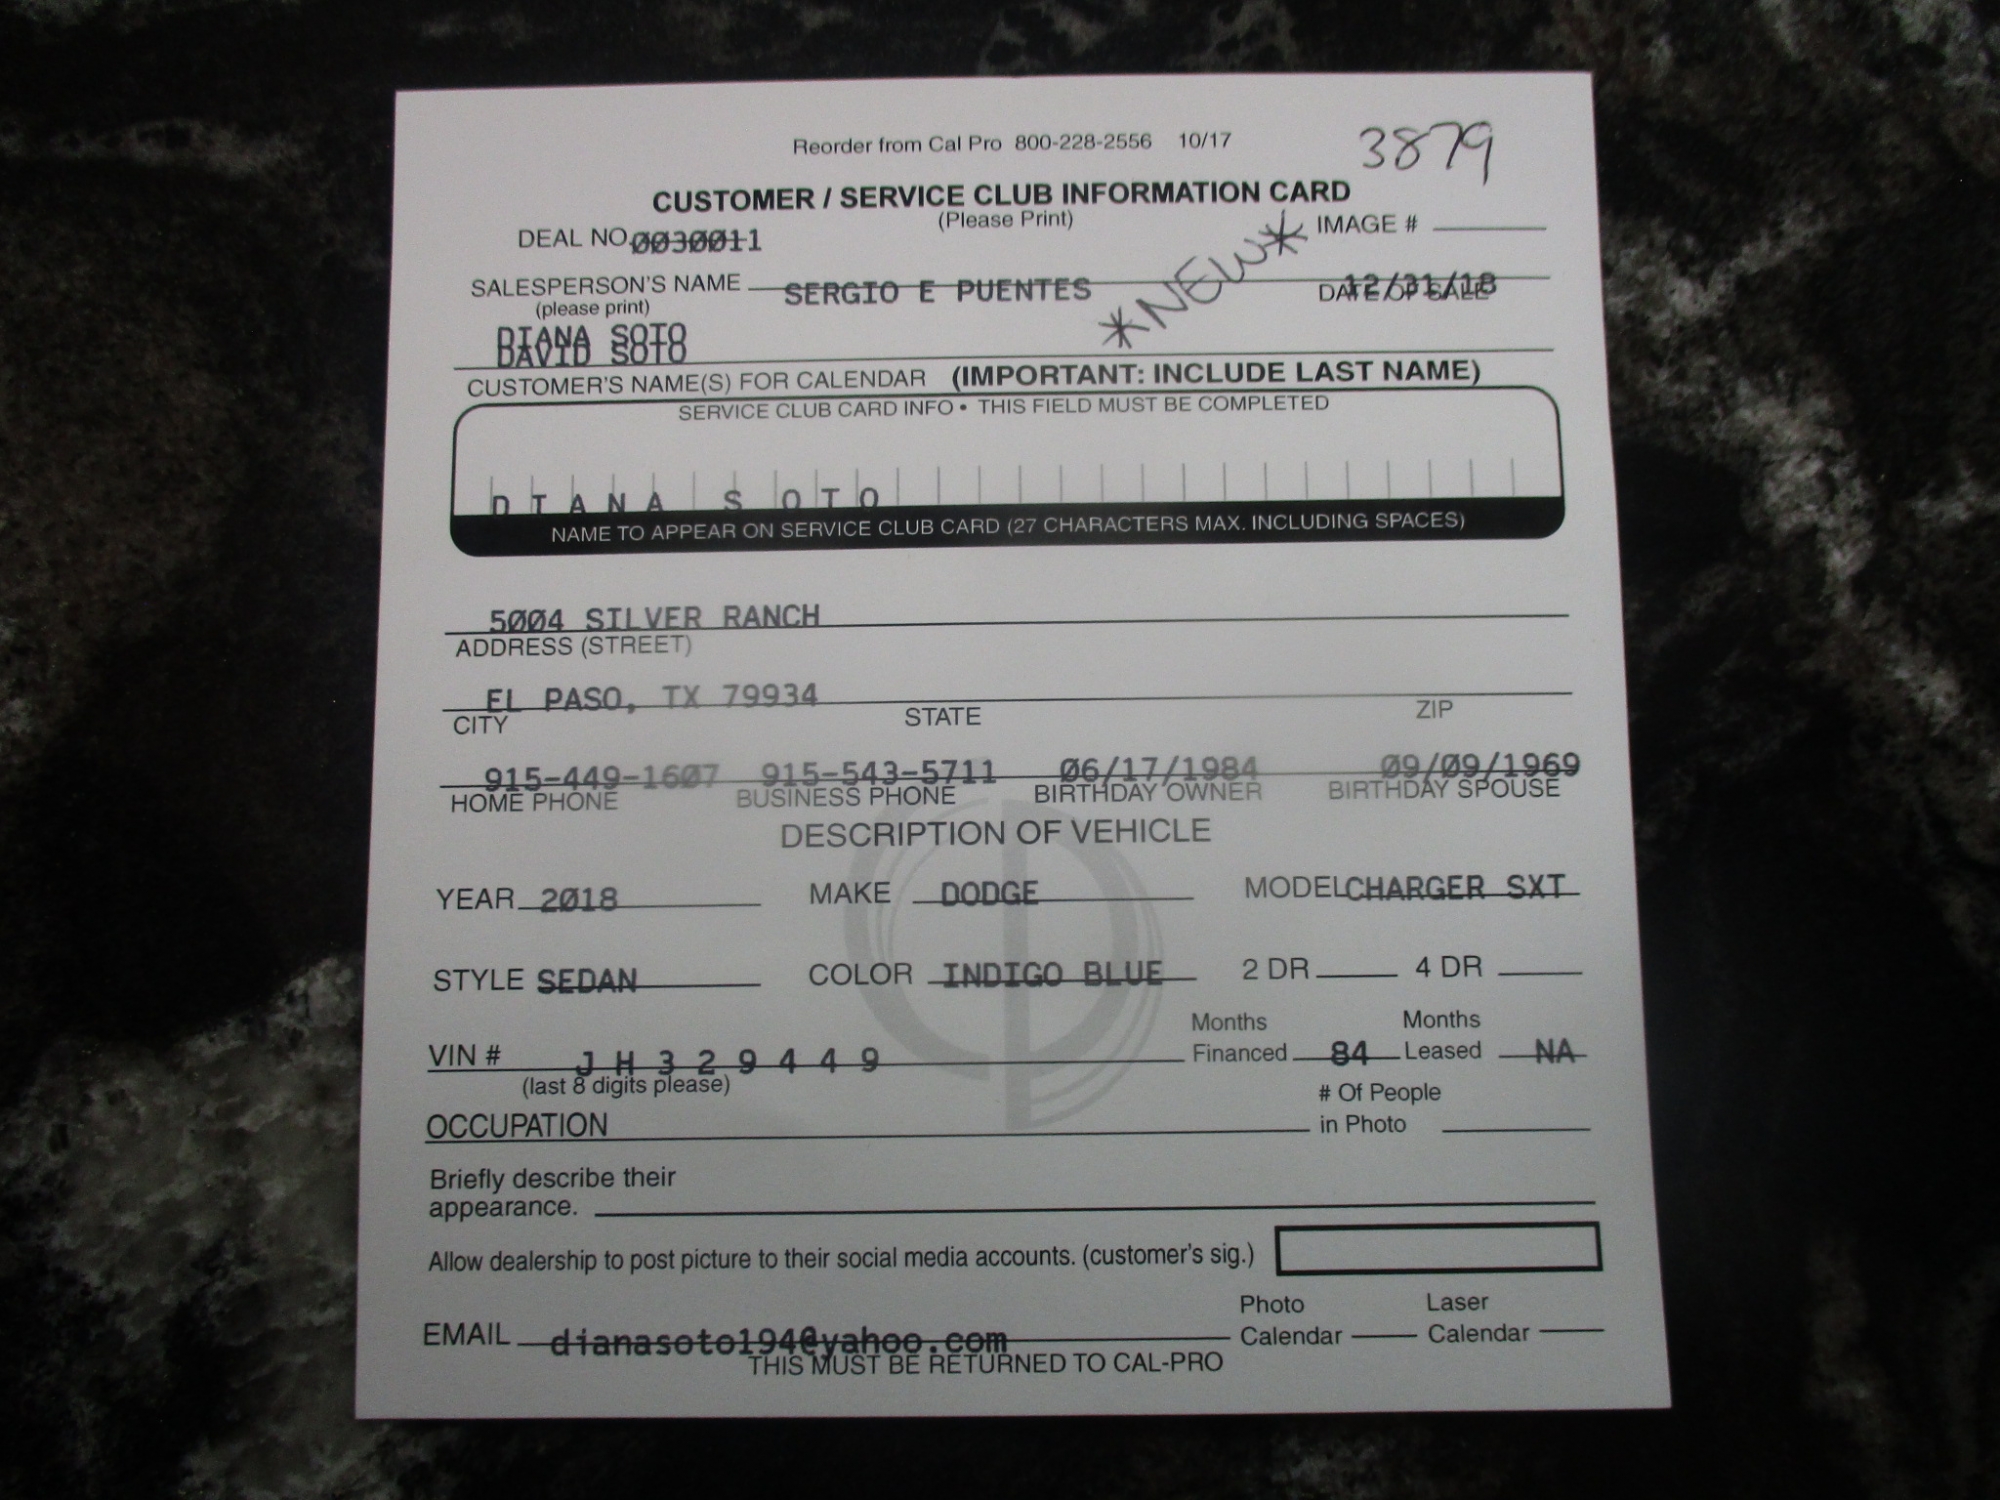 Reorder from Cal Pro 800-228-2556 10/17
3879
CUSTOMER / SERVICE CLUB INFORMATION CARD
(Please Print)
DEAL NO. 0030011
IMAGE #
*NEW*
SALESPERSON'S NAME SERGIO E PUENTES
DATE OF SALE 12/31/18
(please print)
DIANA SOTO
DAVID SOTO
CUSTOMER'S NAME(S) FOR CALENDAR (IMPORTANT: INCLUDE LAST NAME)
SERVICE CLUB CARD INFO • THIS FIELD MUST BE COMPLETED
DIANA SOTO
NAME TO APPEAR ON SERVICE CLUB CARD (27 CHARACTERS MAX. INCLUDING SPACES)
5004 SILVER RANCH
ADDRESS (STREET)
EL PASO, TX 79934
CITY STATE ZIP
915-449-1607 915-543-5711 06/17/1984 09/09/1969
HOME PHONE BUSINESS PHONE BIRTHDAY OWNER BIRTHDAY SPOUSE
DESCRIPTION OF VEHICLE
YEAR 2018 MAKE DODGE MODEL CHARGER SXT
STYLE SEDAN COLOR INDIGO BLUE 2 DR 4 DR
Months Months
VIN # JH329449 Financed 84 Leased NA
(last 8 digits please)
# Of People
OCCUPATION in Photo
Briefly describe their
appearance.
Allow dealership to post picture to their social media accounts. (customer's sig.)
Photo Laser
EMAIL dianasoto194@yahoo.com Calendar Calendar
THIS MUST BE RETURNED TO CAL-PRO